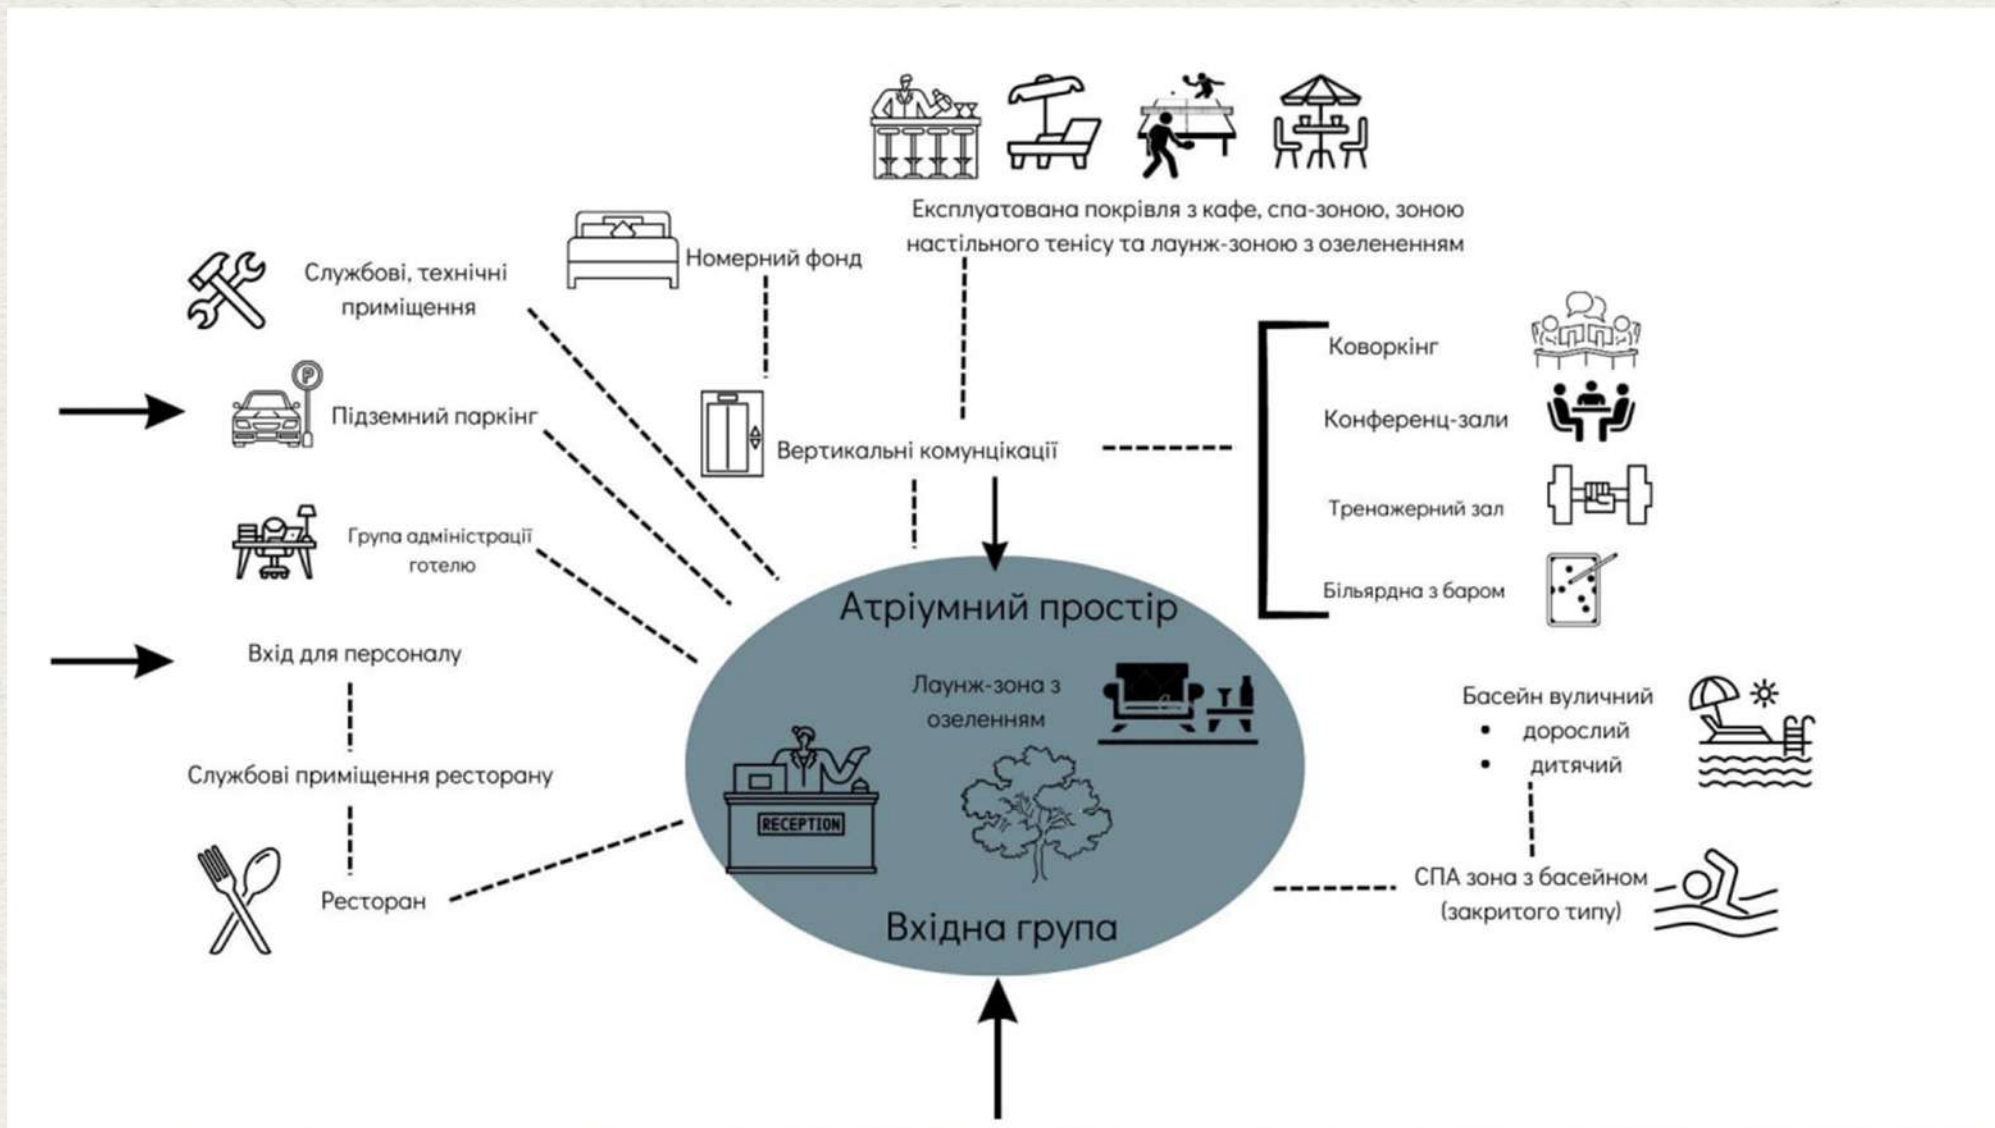 Експлуатована покрівля з кафе, спа-зоною, зоною
настільного тенісу та лаунж-зоною з озелененням
Номерний фонд
Службові, технічні
приміщення
P
Підземний паркінг
Вертикальні комунцікації
Коворкінг
Конференц-зали
Тренажерний зал
Більярдна з баром
Група адміністрації
готелю
Вхід для персоналу
Службові приміщення ресторану
Ресторан
Атріумний простір
Лаунж-зона з
озеленням
RECEPTION
Вхідна група
Басейн вуличний
• дорослий
• дитячий
СПА зона з басейном
(закритого типу)